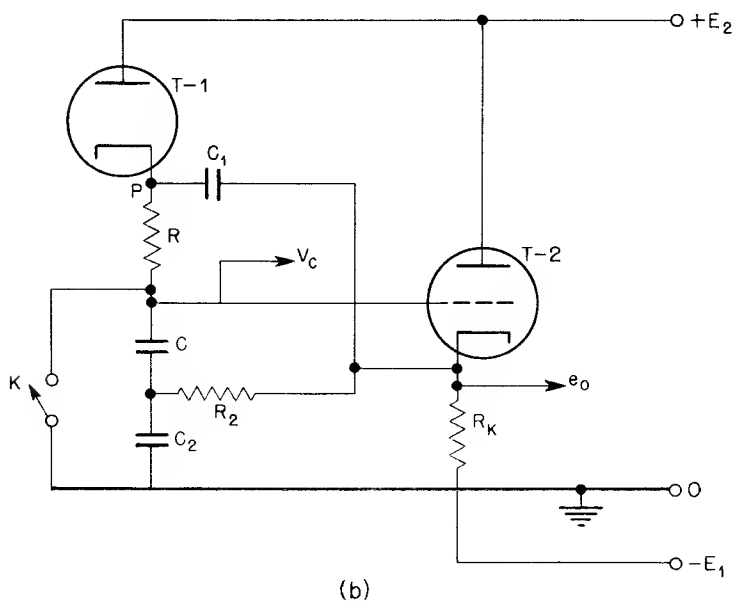 +E₂
T-1
C₁
P
R
V_C
T-2
K
C
R₂
e₀
C₂
R_K
0
-E₁
(b)